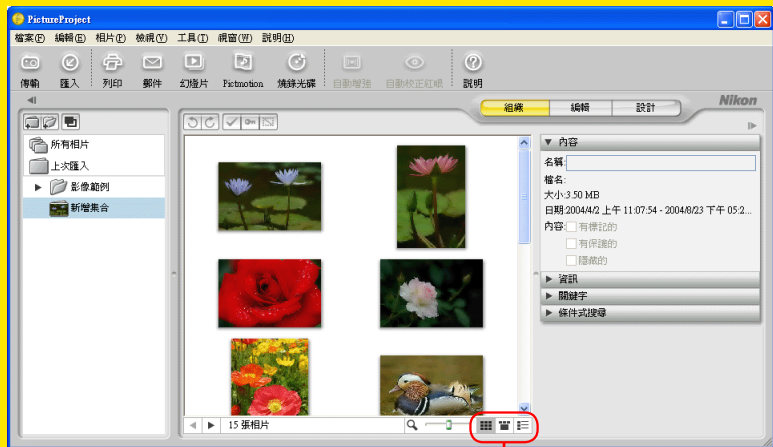 PictureProject
檔案(F) 編輯(E) 相片(P) 檢視(V) 工具(T) 視窗(W) 說明(H)
傳輸 匯入 列印 郵件 幻燈片 Pictmotion 燒錄光碟 自動增強 自動校正紅眼 說明
組織 編輯 設計 Nikon
所有相片
上次匯入
影像範例
新增集合
內容
名稱:
檔名:
大小:3.50 MB
日期:2004/4/2 上午 11:07:54 - 2004/8/23 下午 05:2...
內容: 有標記的
有保護的
隱藏的
資訊
關鍵字
條件式搜尋
15 張相片